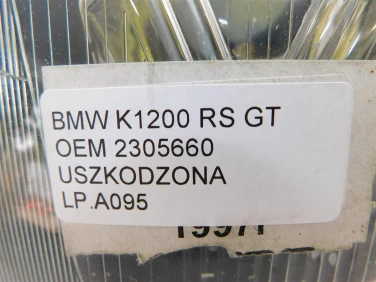 BMW K1200 RS GT
OEM 2305660
USZKODZONA
LP.A095